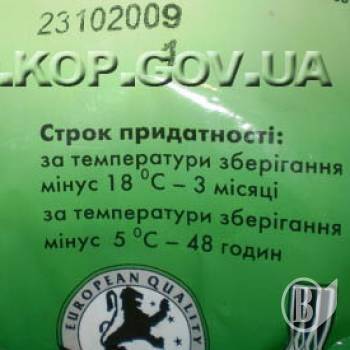 23102009
1
.KOP.GOV.UA
Строк придатності:
за температури зберігання
мінус 18 °C – 3 місяці
за температури зберігання
мінус 5 °C – 48 годин
EUROPEAN QUALITY
B